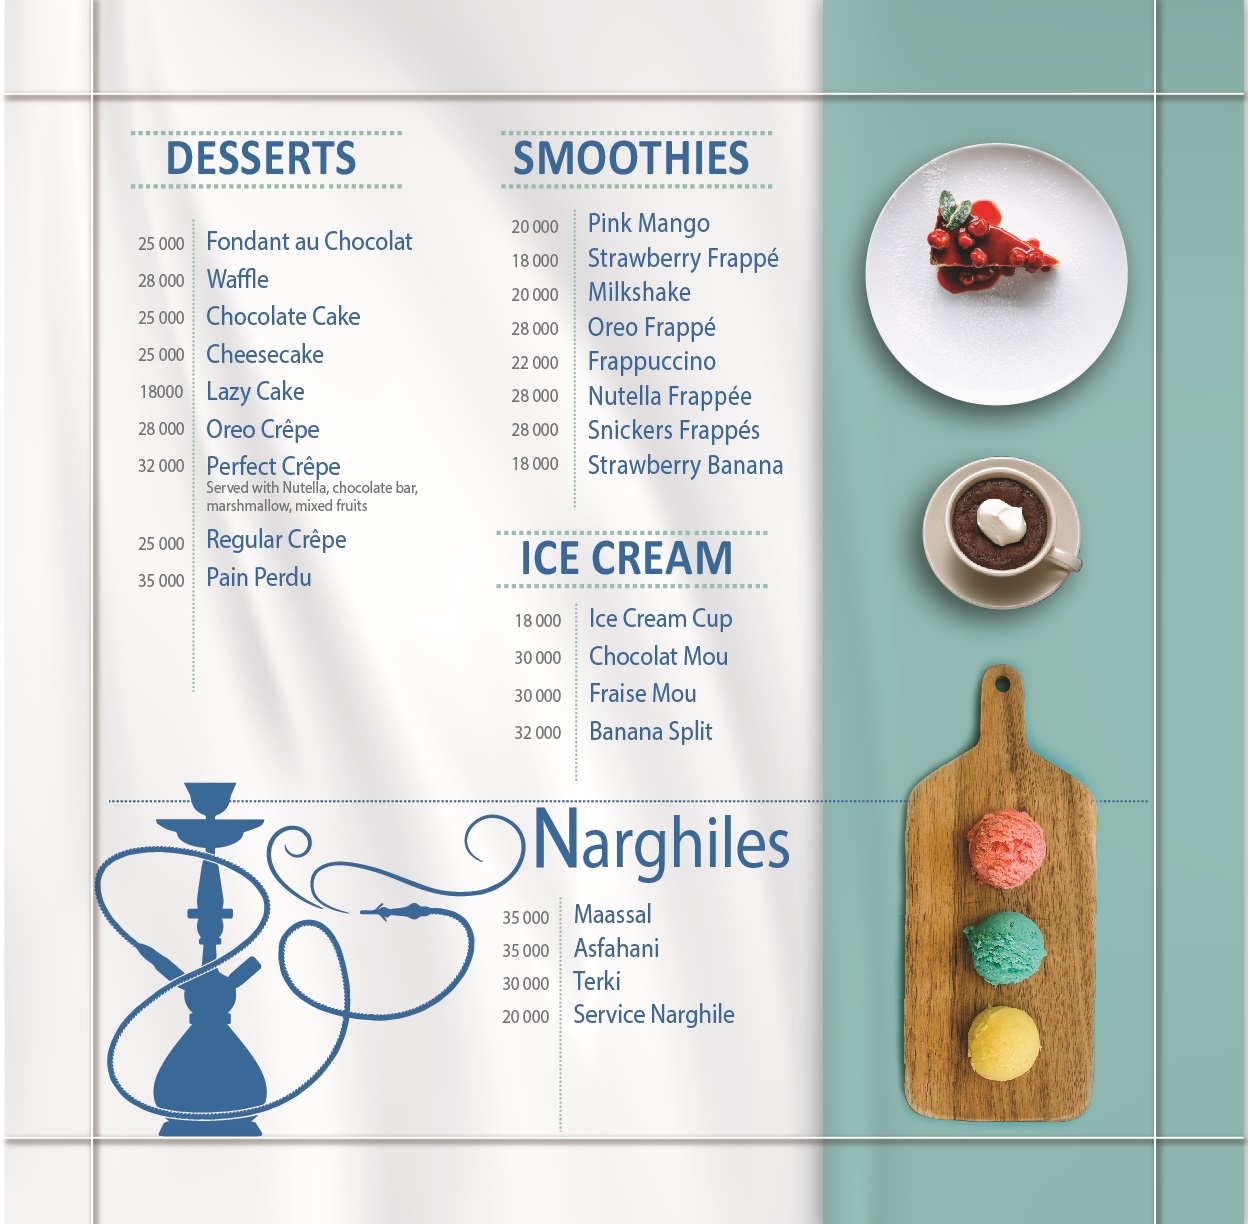 DESSERTS
25 000 Fondant au Chocolat
28 000 Waffle
25 000 Chocolate Cake
25 000 Cheesecake
18000 Lazy Cake
28 000 Oreo Crêpe
32 000 Perfect Crêpe
Served with Nutella, chocolate bar,
marshmallow, mixed fruits
25 000 Regular Crêpe
35 000 Pain Perdu
SMOOTHIES
20 000 Pink Mango
18 000 Strawberry Frappé
20 000 Milkshake
28 000 Oreo Frappé
22 000 Frappuccino
28 000 Nutella Frappée
28 000 Snickers Frappés
18 000 Strawberry Banana
ICE CREAM
18 000 Ice Cream Cup
30 000 Chocolat Mou
30 000 Fraise Mou
32 000 Banana Split
Narghiles
35 000 Maassal
35 000 Asfahani
30 000 Terki
20 000 Service Narghile